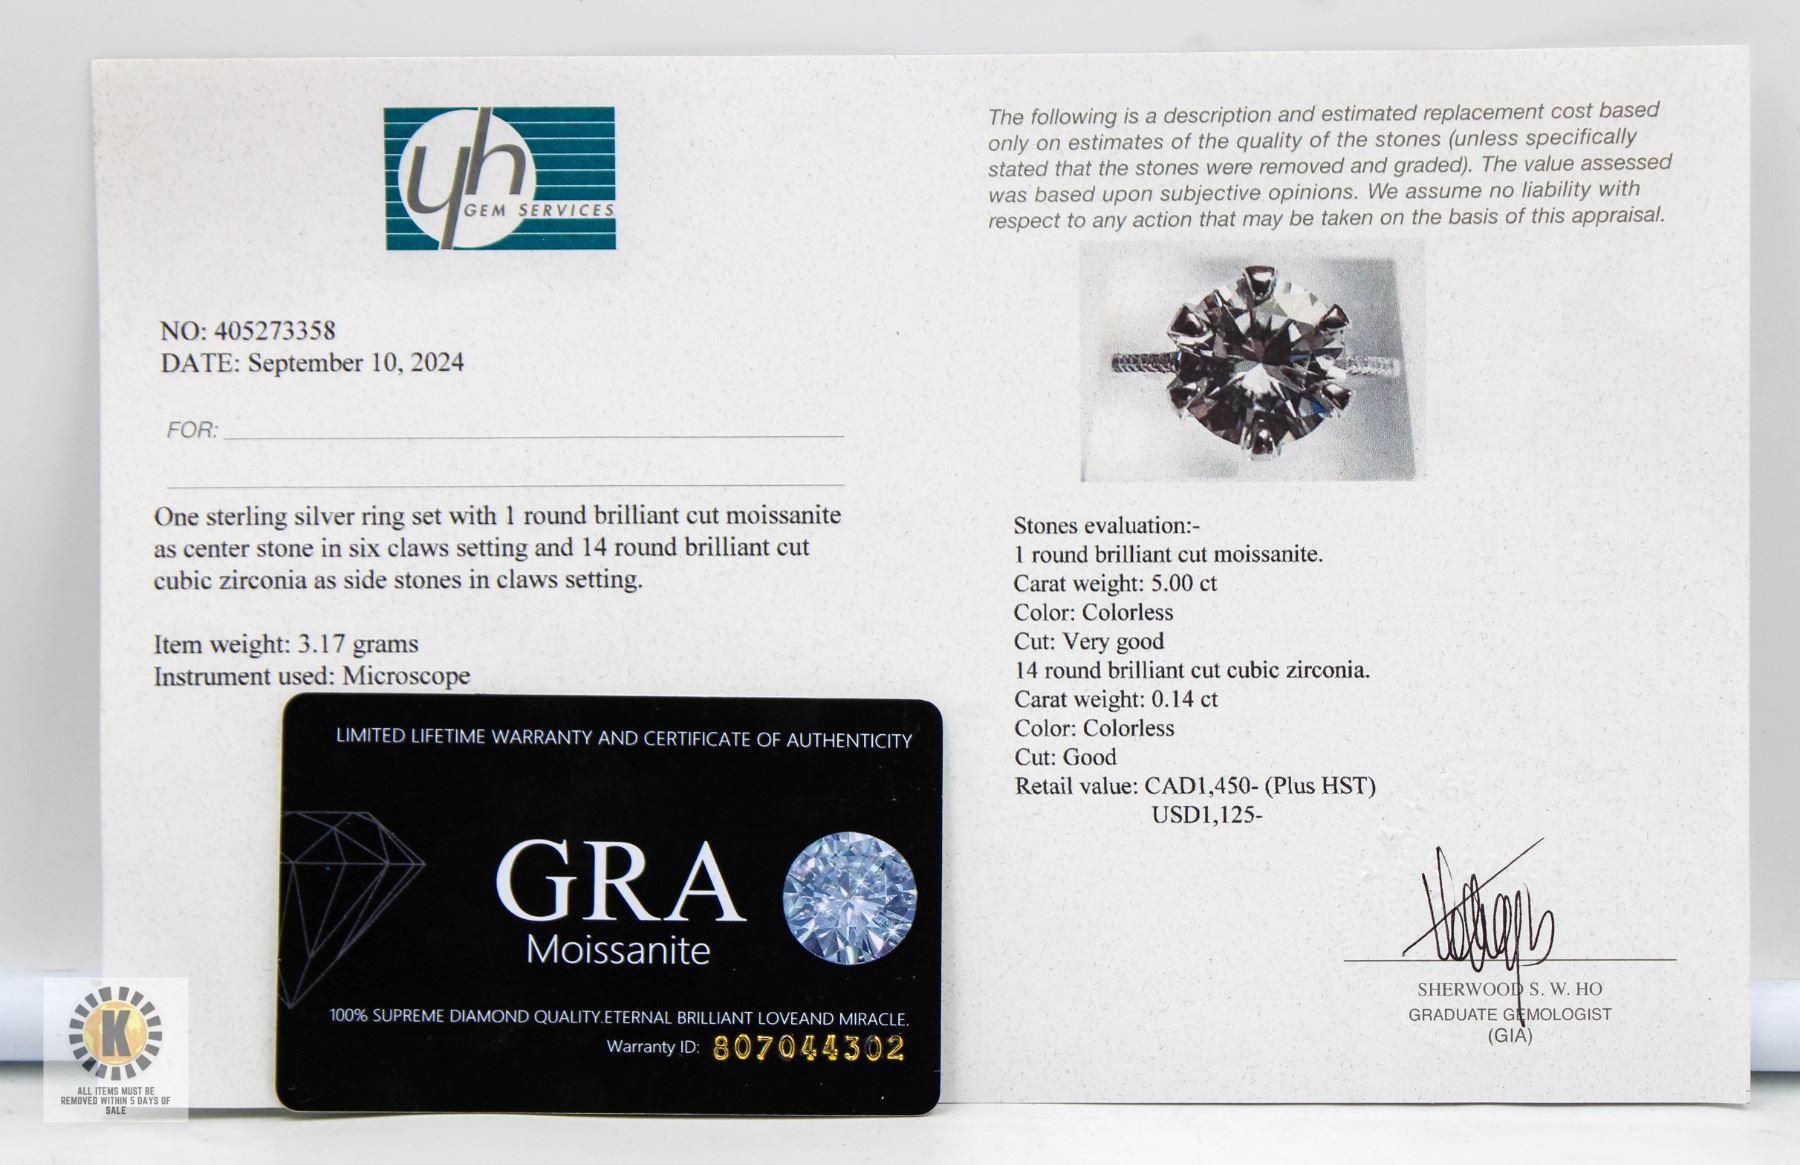 yh
GEM SERVICES
NO: 405273358
DATE: September 10, 2024
FOR:
One sterling silver ring set with 1 round brilliant cut moissanite
as center stone in six claws setting and 14 round brilliant cut
cubic zirconia as side stones in claws setting.
Item weight: 3.17 grams
Instrument used: Microscope
The following is a description and estimated replacement cost based
only on estimates of the quality of the stones (unless specifically
stated that the stones were removed and graded). The value assessed
was based upon subjective opinions. We assume no liability with
respect to any action that may be taken on the basis of this appraisal.
Stones evaluation:-
1 round brilliant cut moissanite.
Carat weight: 5.00 ct
Color: Colorless
Cut: Very good
14 round brilliant cut cubic zirconia.
Carat weight: 0.14 ct
Color: Colorless
Cut: Good
Retail value: CAD1,450- (Plus HST)
USD1,125-
SHERWOOD S. W. HO
GRADUATE GEMOLOGIST
(GIA)
LIMITED LIFETIME WARRANTY AND CERTIFICATE OF AUTHENTICITY
GRA
Moissanite
100% SUPREME DIAMOND QUALITY.ETERNAL BRILLIANT LOVEAND MIRACLE.
Warranty ID: 807044302
K
ALL ITEMS MUST BE
REMOVED WITHIN 5 DAYS OF
SALE